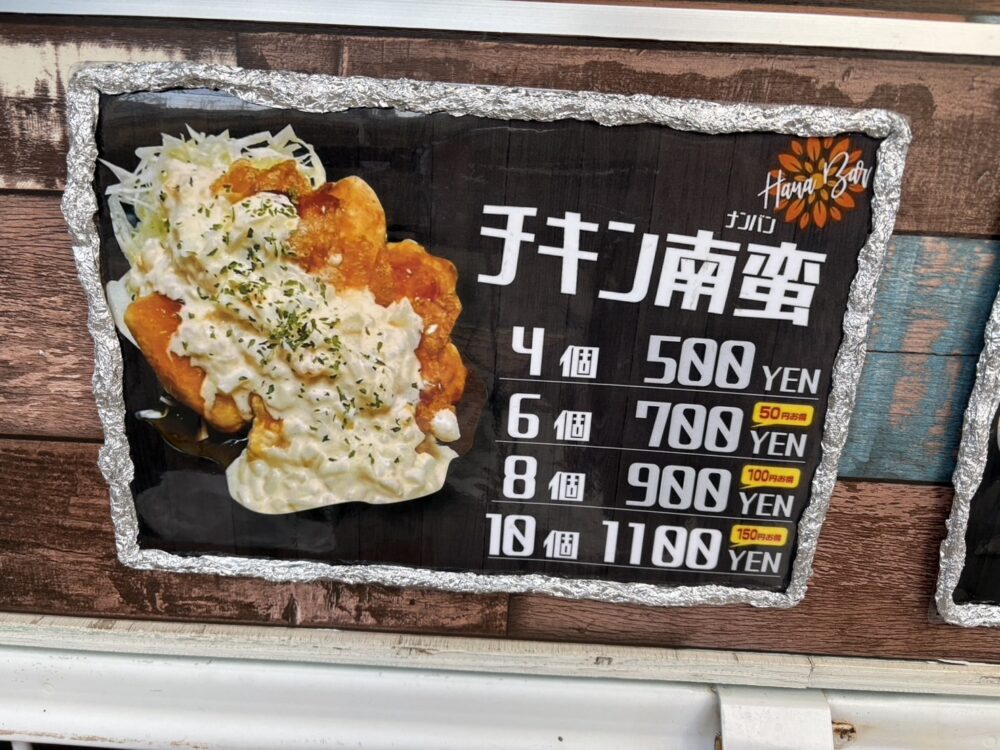 Hana Bar
ナンバン
チキン南蛮
4個 500 YEN
6個 700 YEN 50円お得
8個 900 YEN 100円お得
10個 1100 YEN 150円お得